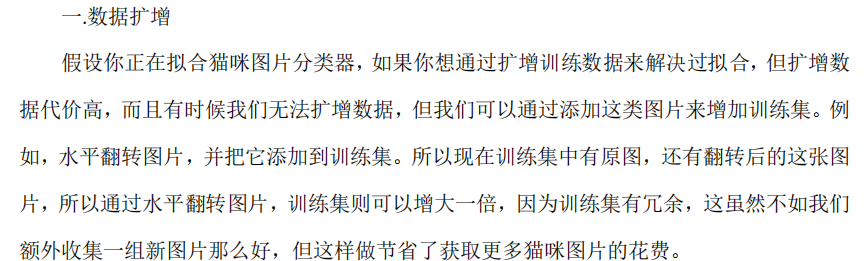 一.数据扩增
假设你正在拟合猫咪图片分类器，如果你想通过扩增训练数据来解决过拟合，但扩增数
据代价高，而且有时候我们无法扩增数据，但我们可以通过添加这类图片来增加训练集。例
如，水平翻转图片，并把它添加到训练集。所以现在训练集中有原图，还有翻转后的这张图
片，所以通过水平翻转图片，训练集则可以增大一倍，因为训练集有冗余，这虽然不如我们
额外收集一组新图片那么好，但这样做节省了获取更多猫咪图片的花费。